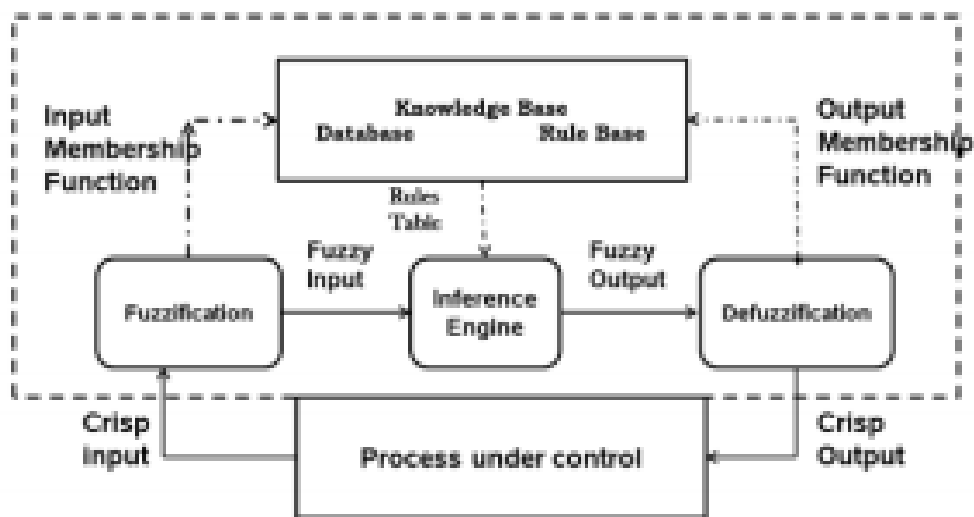 Knowledge Base
Database Rule Base
Input
Membership
Function
Output
Membership
Function
Rules
Table
Fuzzy
Input
Fuzzy
Output
Fuzzification
Inference
Engine
Defuzzification
Crisp
input
Process under control
Crisp
Output